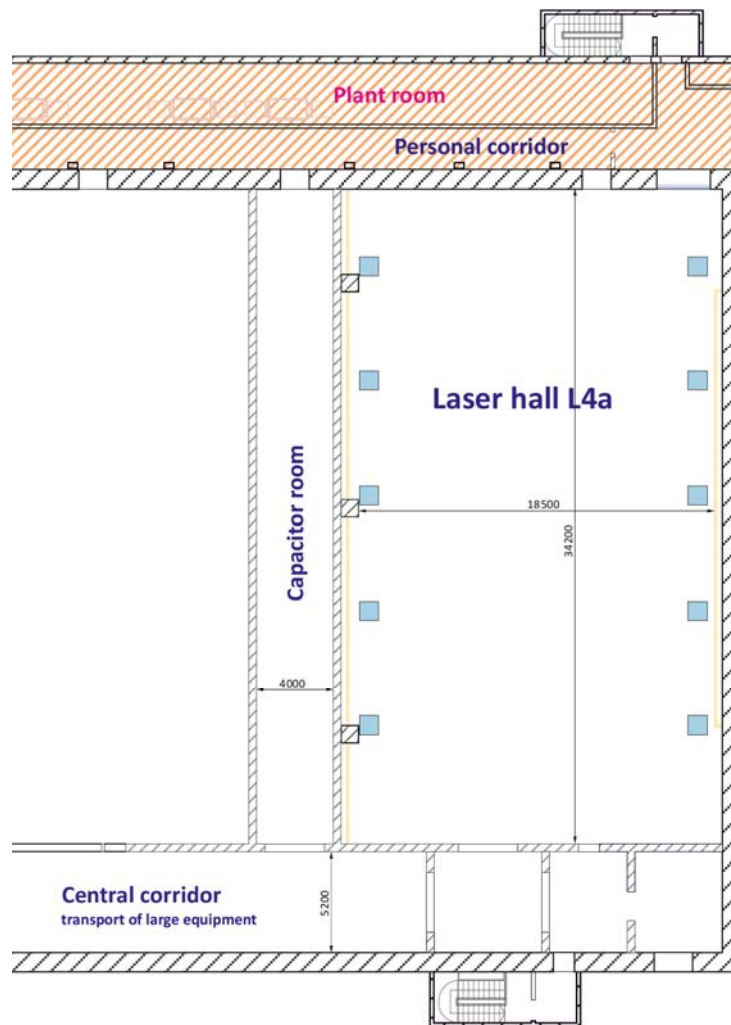 Plant room
Personal corridor
Laser hall L4a
18500
34200
Capacitor room
4000
Central corridor
transport of large equipment
5200